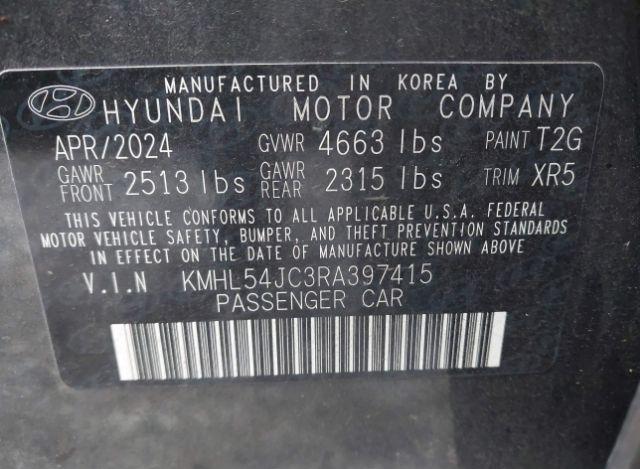 MANUFACTURED IN KOREA BY
HYUNDAI MOTOR COMPANY
APR/2024 GVWR 4663 lbs PAINT T2G
GAWR FRONT 2513 lbs GAWR REAR 2315 lbs TRIM XR5
THIS VEHICLE CONFORMS TO ALL APPLICABLE U.S.A. FEDERAL
MOTOR VEHICLE SAFETY, BUMPER, AND THEFT PREVENTION STANDARDS
IN EFFECT ON THE DATE OF MANUFACTURE SHOWN ABOVE
V.I.N KMHL54JC3RA397415
PASSENGER CAR